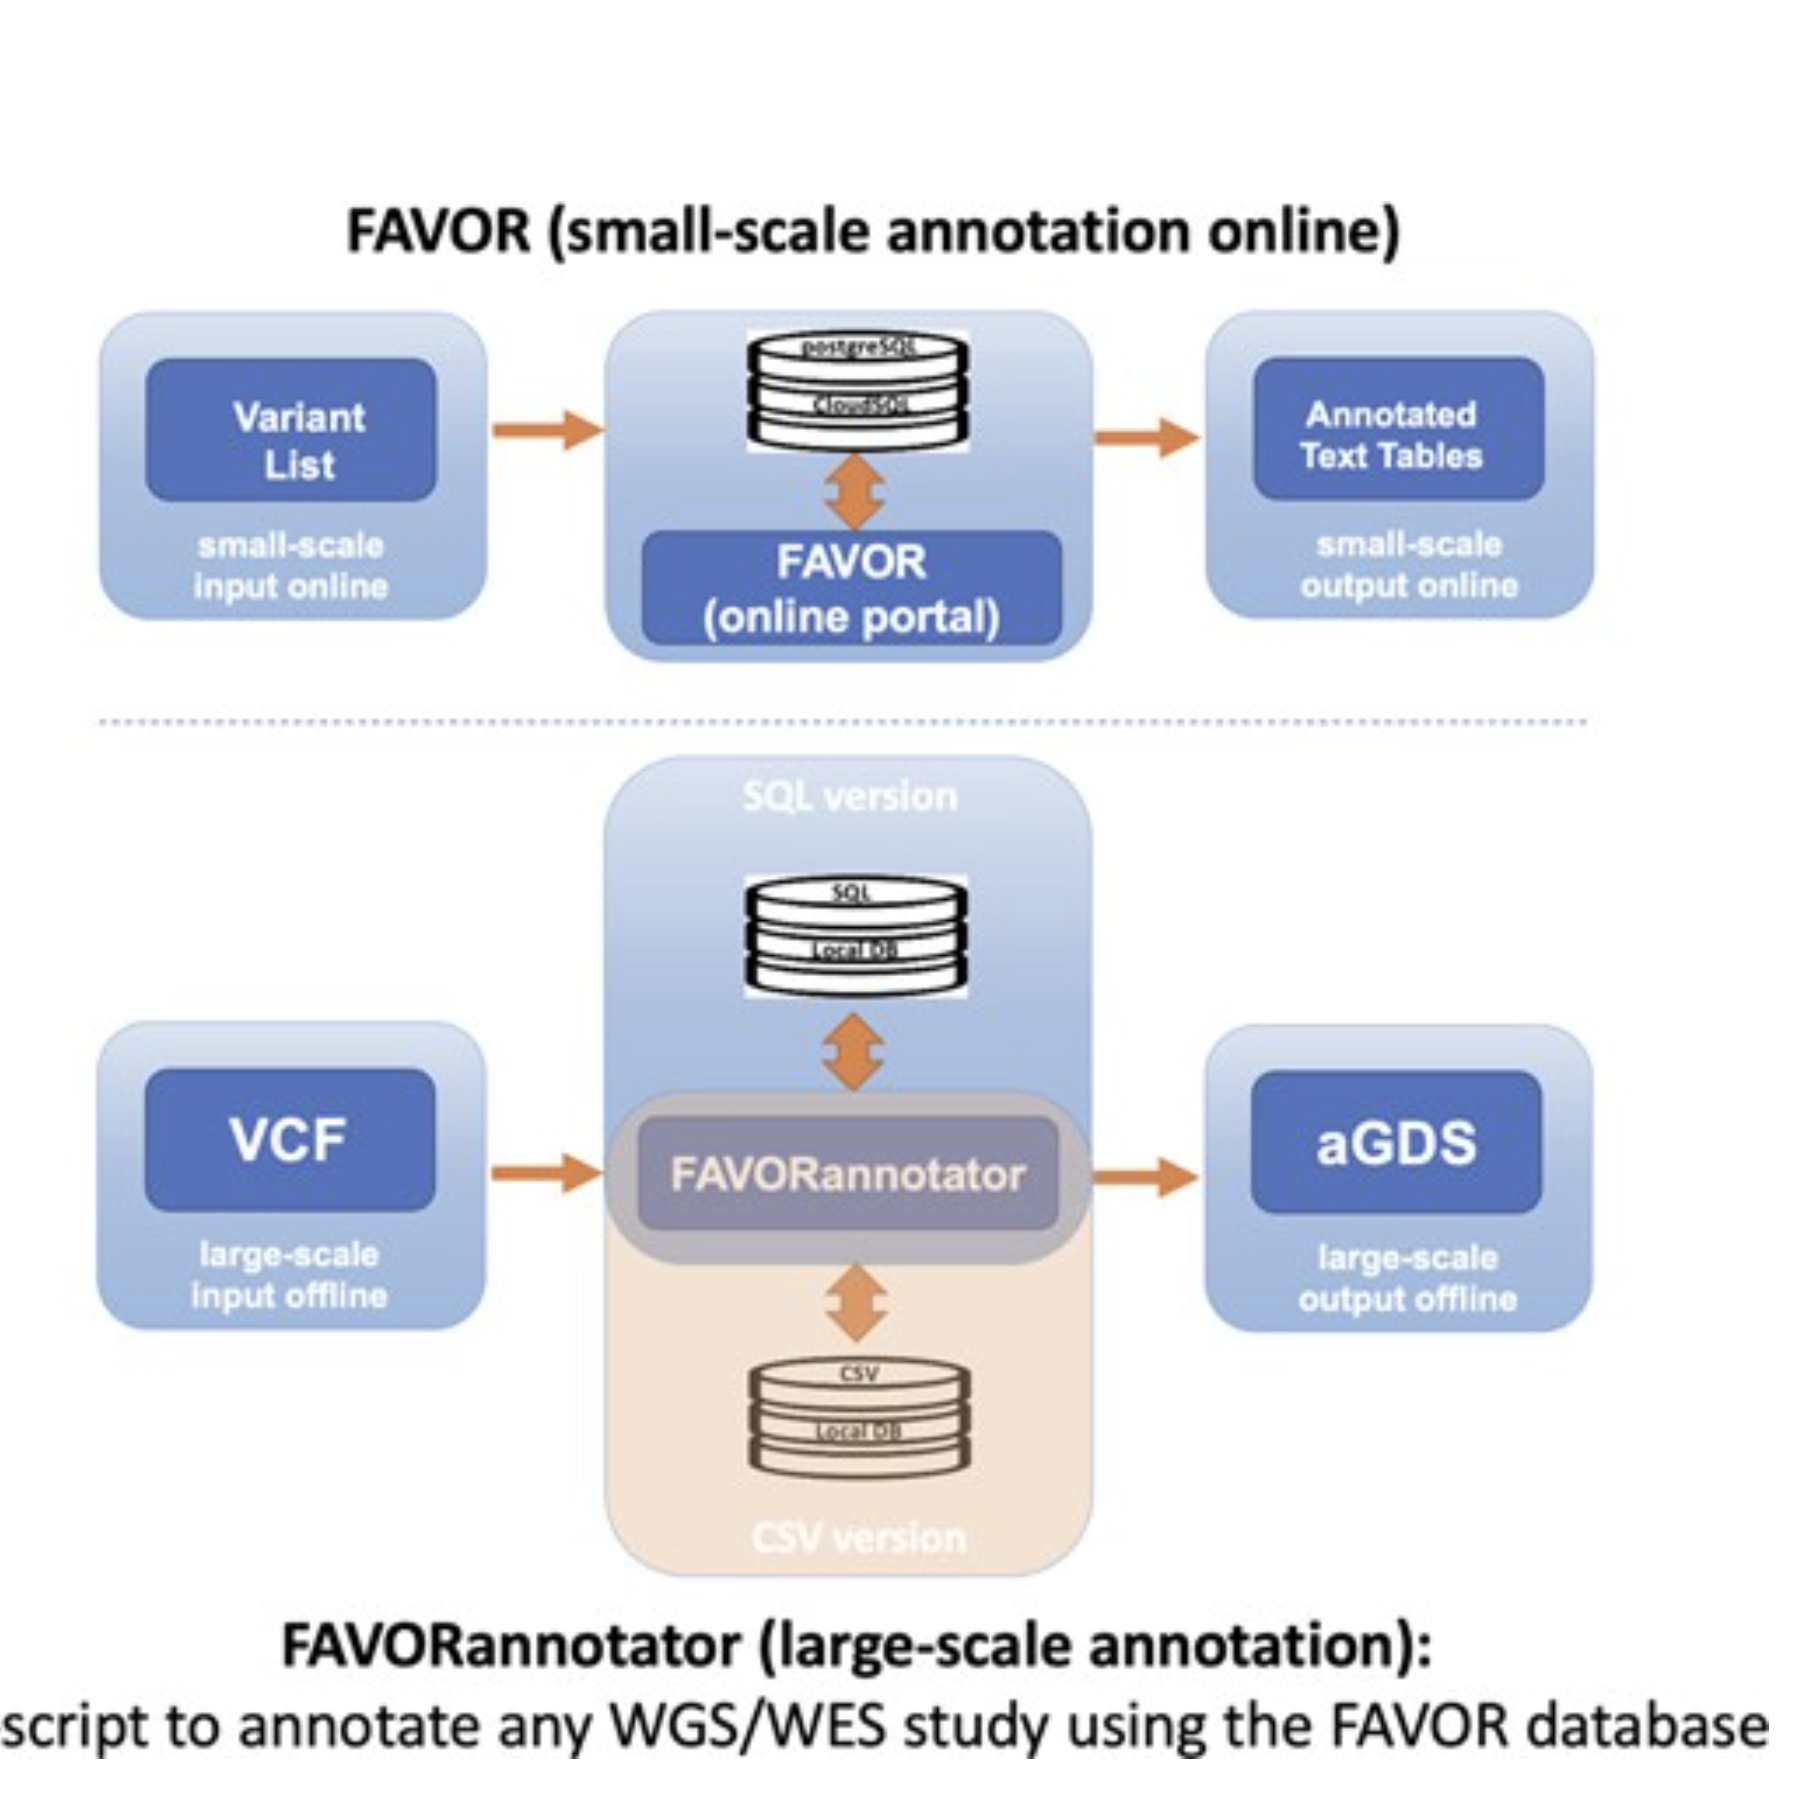 FAVOR (small-scale annotation online)
Variant
List
small-scale
input online
postgreSQL
CloudSQL
FAVOR
(online portal)
Annotated
Text Tables
small-scale
output online
SQL version
SQL
Local DB
VCF
large-scale
input offline
FAVORannotator
aGDS
large-scale
output offline
CSV
Local DB
CSV version
FAVORannotator (large-scale annotation):
script to annotate any WGS/WES study using the FAVOR database